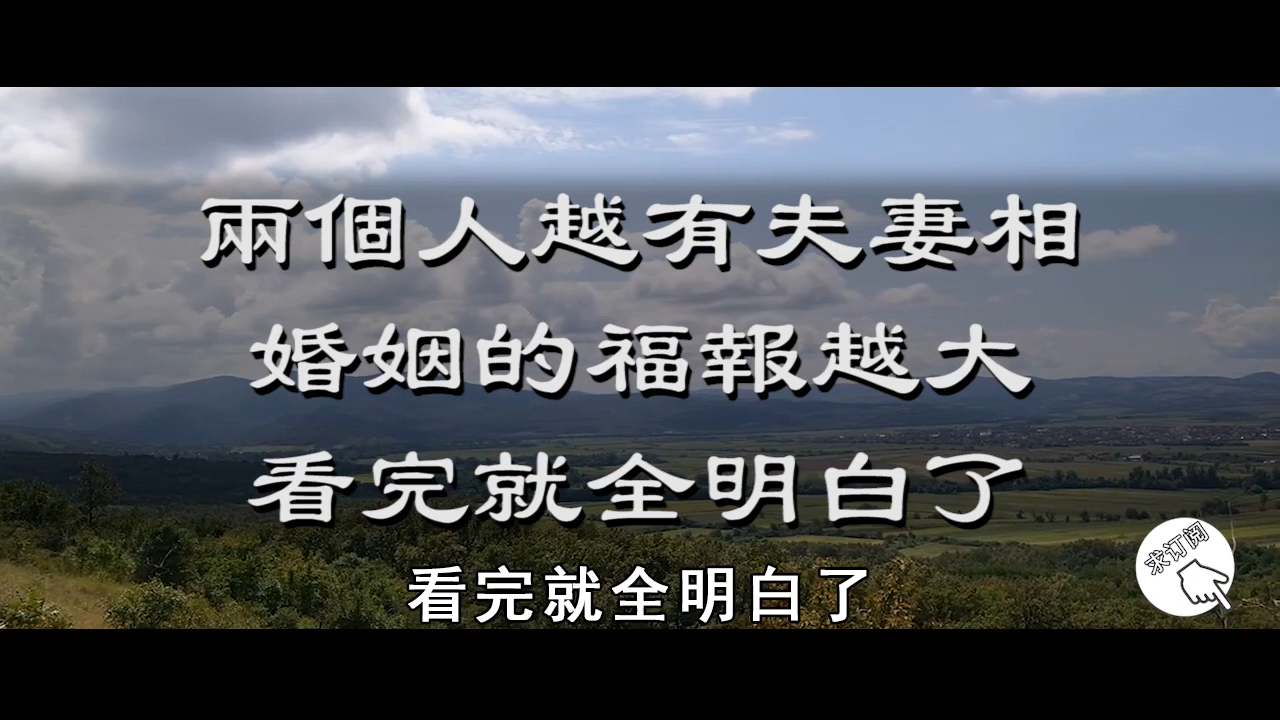 兩個人越有夫妻相
婚姻的福報越大
看完就全明白了
求订阅
看完就全明白了